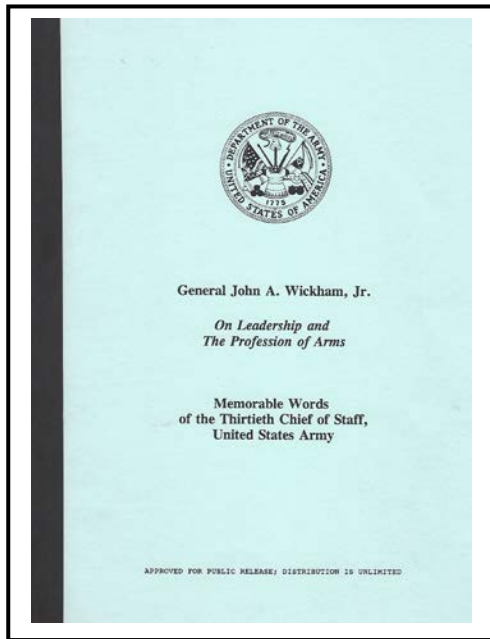 DEPARTMENT OF THE ARMY
UNITED STATES OF AMERICA
1775
General John A. Wickham, Jr.
On Leadership and
The Profession of Arms
Memorable Words
of the Thirtieth Chief of Staff,
United States Army
APPROVED FOR PUBLIC RELEASE; DISTRIBUTION IS UNLIMITED